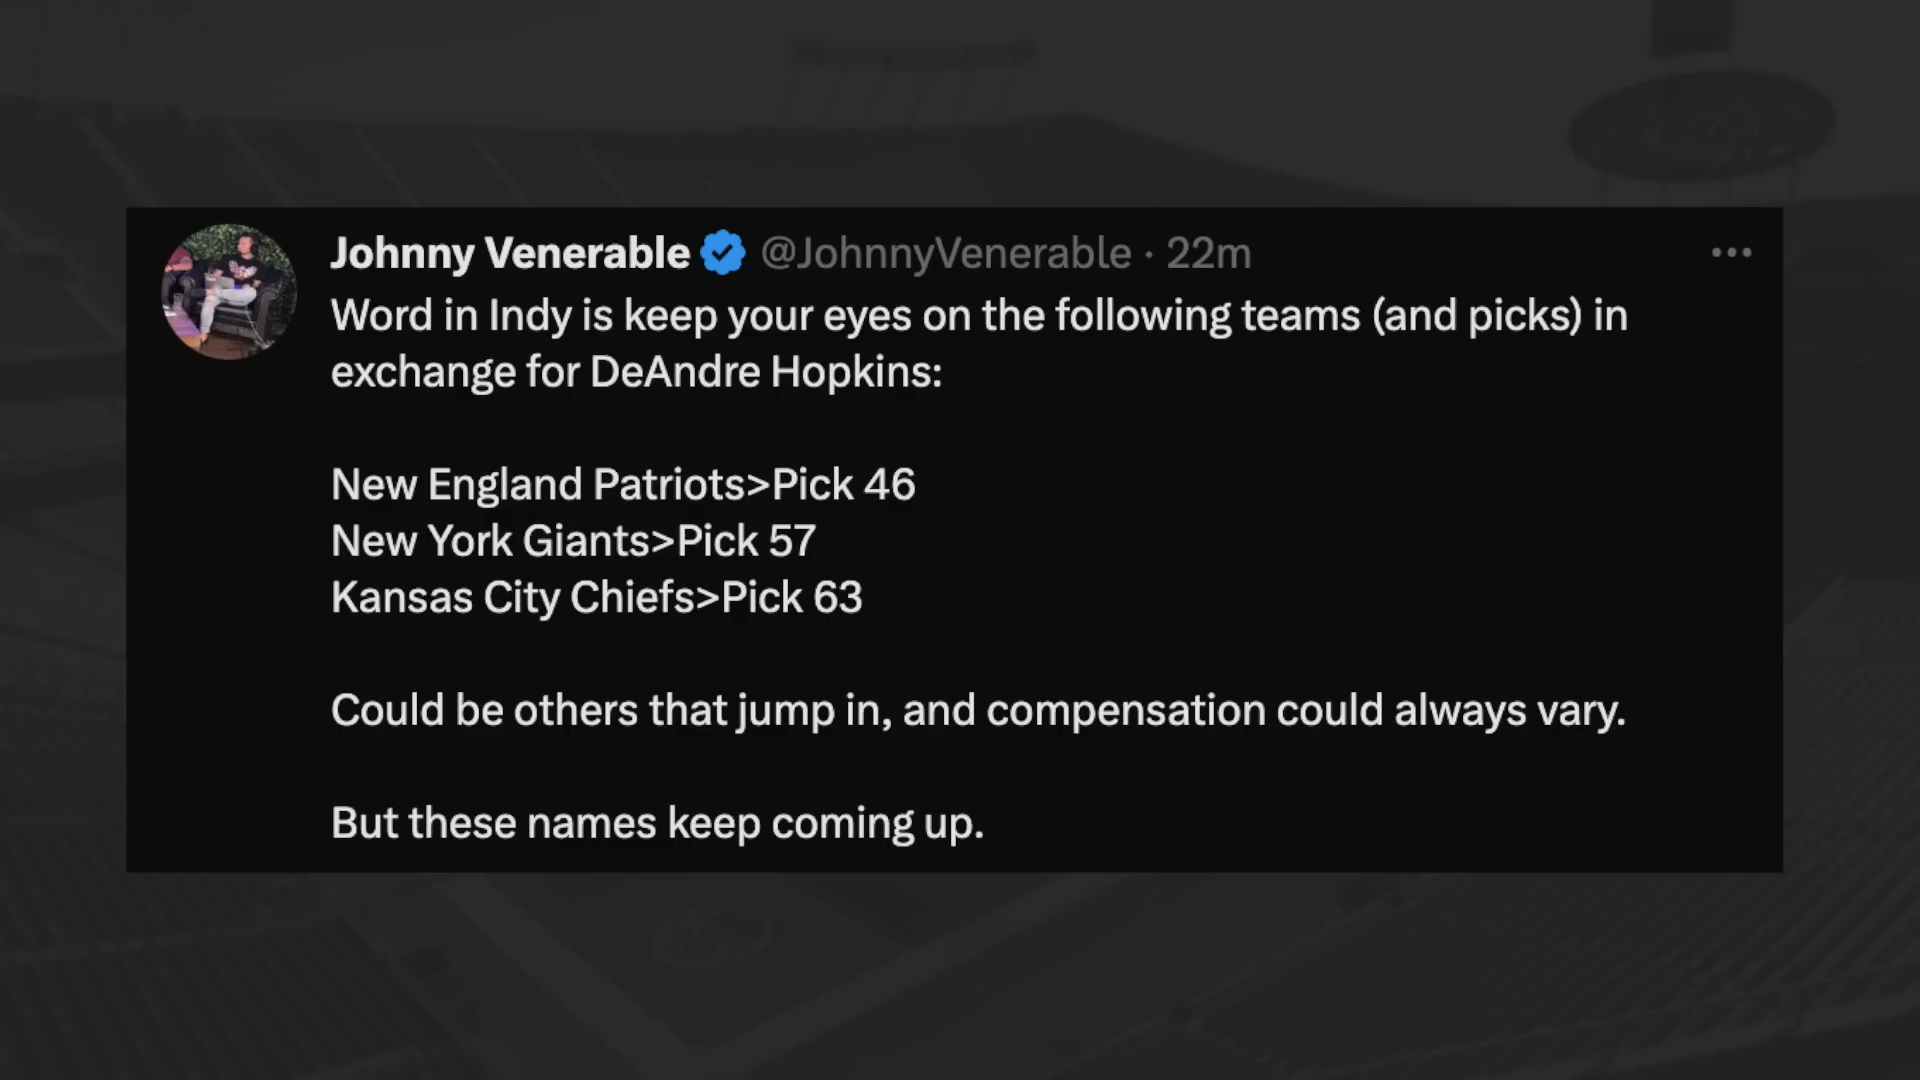 Johnny Venerable @JohnnyVenerable · 22m
Word in Indy is keep your eyes on the following teams (and picks) in
exchange for DeAndre Hopkins:
New England Patriots>Pick 46
New York Giants>Pick 57
Kansas City Chiefs>Pick 63
Could be others that jump in, and compensation could always vary.
But these names keep coming up.